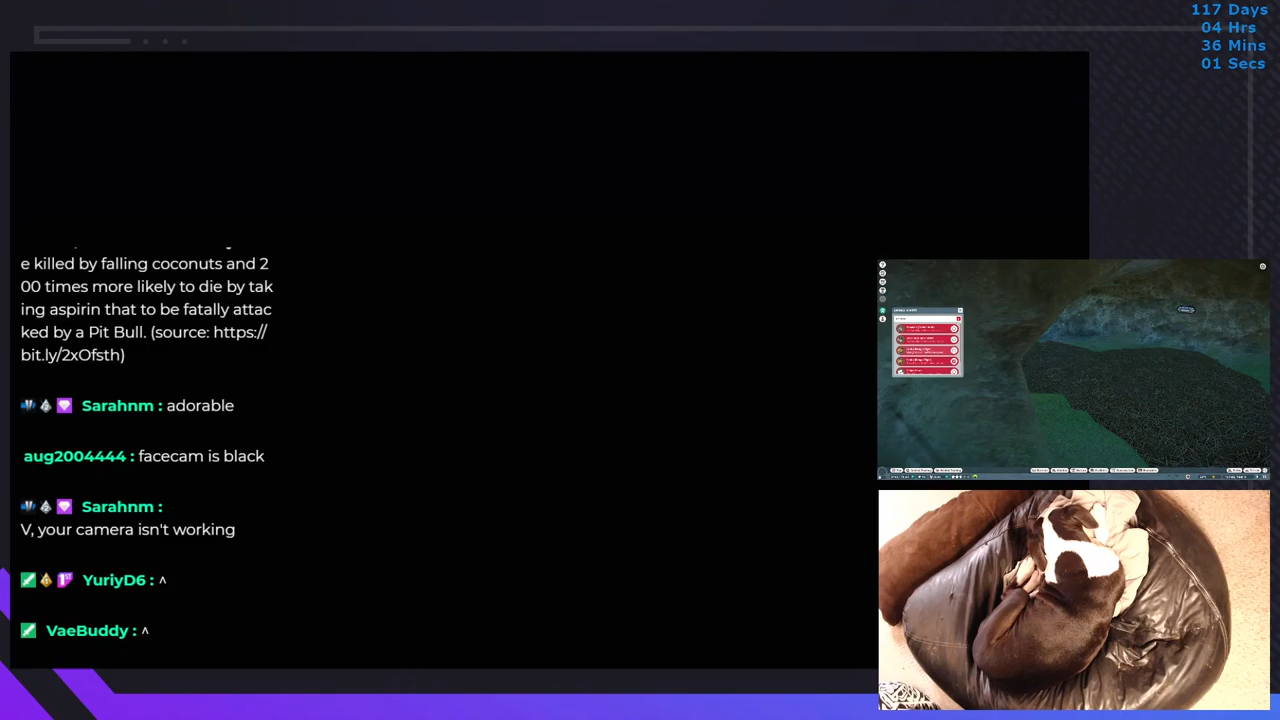 117 Days
04 Hrs
36 Mins
01 Secs
e killed by falling coconuts and 2
00 times more likely to die by tak
ing aspirin that to be fatally attac
ked by a Pit Bull. (source: https://
bit.ly/2xOfsth)
Sarahnm : adorable
aug2004444 : facecam is black
Sarahnm :
V, your camera isn't working
YuriyD6 : ^
VaeBuddy : ^